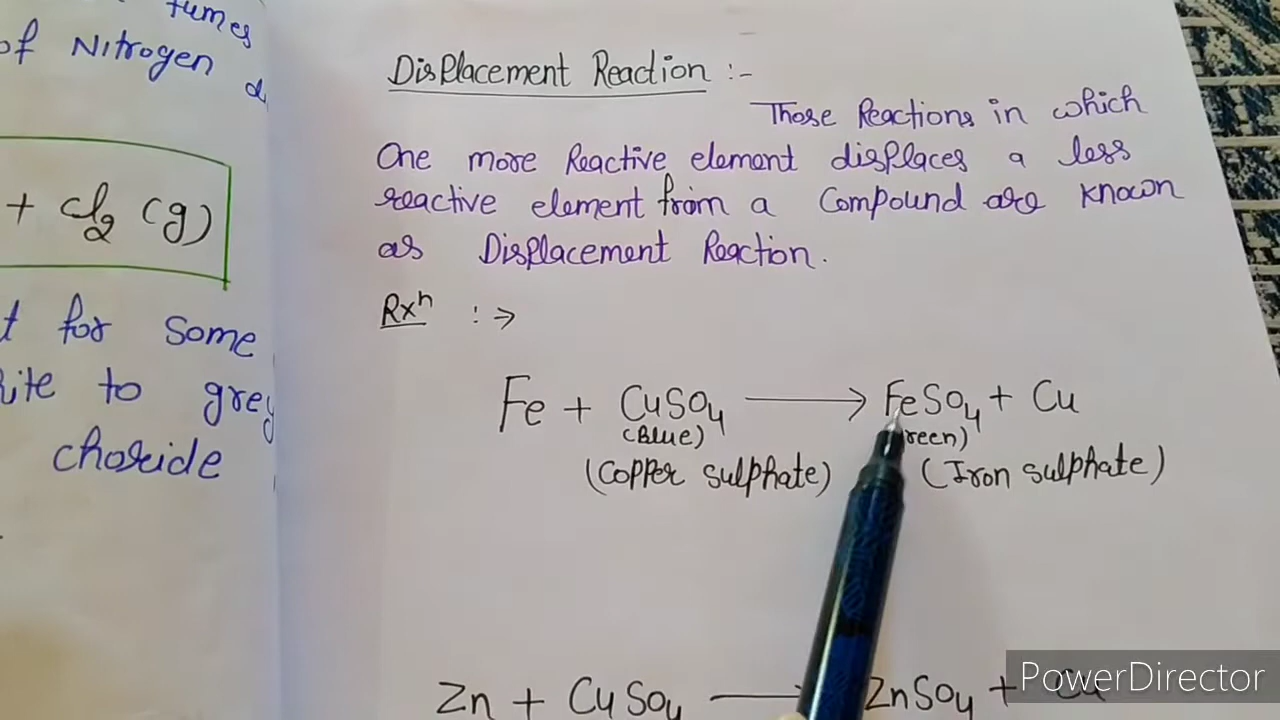 fumes
of Nitrogen d
+ Cl2 (g)
t for some
ite to grey
choride
Displacement Reaction :-
Those Reactions in which
One more Reactive element displaces a less
reactive element from a Compound are known
as Displacement Reaction.
Rxn : →
Fe + CuSO4 → FeSO4 + Cu
(Blue) reen)
(Copper sulphate) (Iron sulphate)
Zn + CuSO4 → ZnSO4 + Cu
PowerDirector